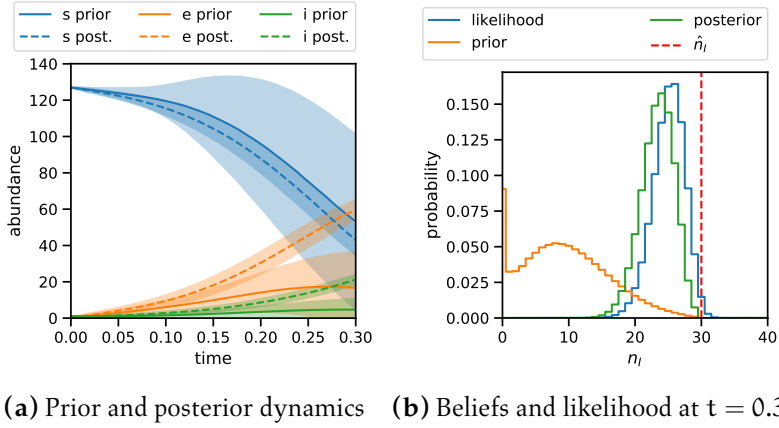 s prior e prior i prior
s post. e post. i post.
140
120
100
80
60
40
20
0
abundance
0.00 0.05 0.10 0.15 0.20 0.25 0.30
time
(a) Prior and posterior dynamics
likelihood posterior
prior n̂_I
0.150
0.125
0.100
0.075
0.050
0.025
0.000
probability
0 10 20 30 40
n_I
(b) Beliefs and likelihood at t = 0.3